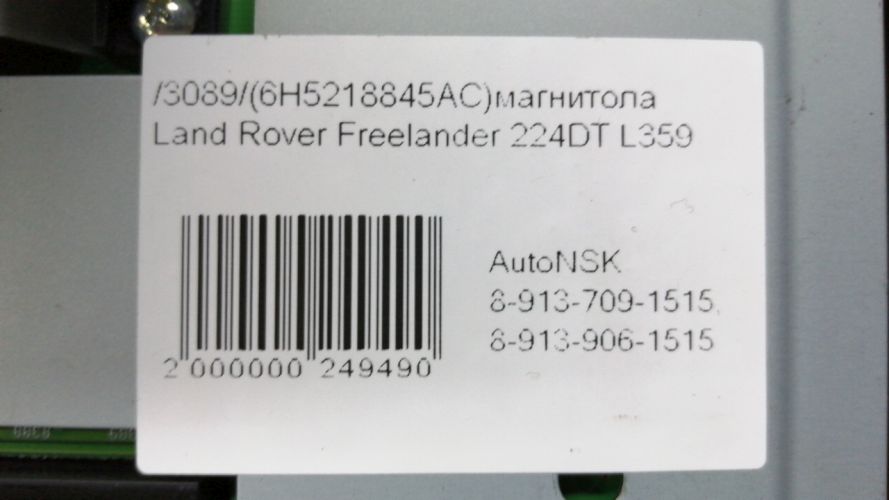 /3089/(6H5218845AC)магнитола
Land Rover Freelander 224DT L359
AutoNSK
8-913-709-1515,
8-913-906-1515
2 000000 249490